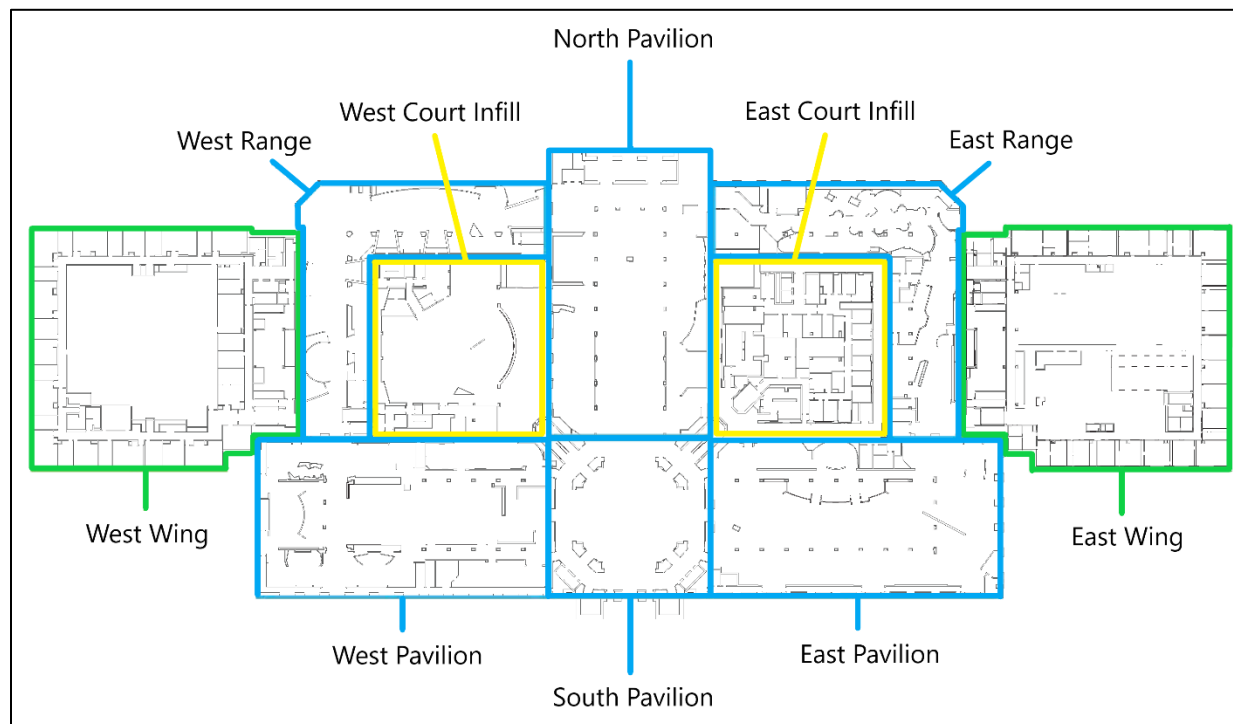 North Pavilion
West Court Infill
East Court Infill
West Range
East Range
West Wing
East Wing
West Pavilion
East Pavilion
South Pavilion